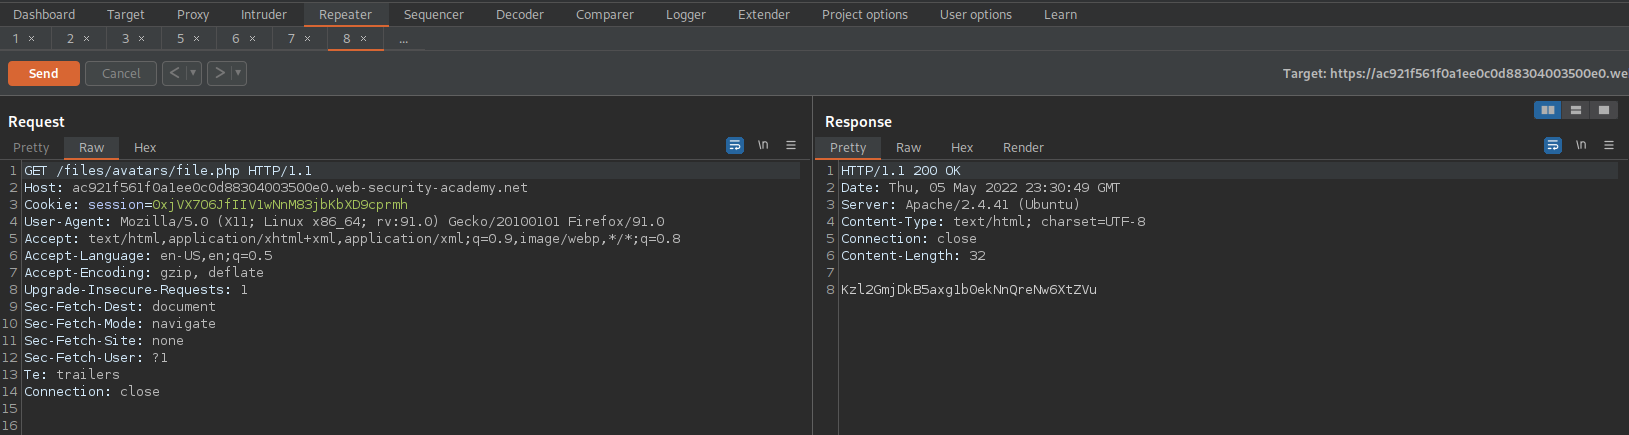 Dashboard Target Proxy Intruder Repeater Sequencer Decoder Comparer Logger Extender Project options User options Learn
1 × 2 × 3 × 5 × 6 × 7 × 8 × ...
Send Cancel < > Target: https://ac921f561f0a1ee0c0d88304003500e0.we
Request Response
Pretty Raw Hex \n Pretty Raw Hex Render \n
1 GET /files/avatars/file.php HTTP/1.1
2 Host: ac921f561f0a1ee0c0d88304003500e0.web-security-academy.net
3 Cookie: session=0xjVX7O6JfIIV1wNnM83jbKbXD9cprmh
4 User-Agent: Mozilla/5.0 (X11; Linux x86_64; rv:91.0) Gecko/20100101 Firefox/91.0
5 Accept: text/html,application/xhtml+xml,application/xml;q=0.9,image/webp,*/*;q=0.8
6 Accept-Language: en-US,en;q=0.5
7 Accept-Encoding: gzip, deflate
8 Upgrade-Insecure-Requests: 1
9 Sec-Fetch-Dest: document
10 Sec-Fetch-Mode: navigate
11 Sec-Fetch-Site: none
12 Sec-Fetch-User: ?1
13 Te: trailers
14 Connection: close
15
16
1 HTTP/1.1 200 OK
2 Date: Thu, 05 May 2022 23:30:49 GMT
3 Server: Apache/2.4.41 (Ubuntu)
4 Content-Type: text/html; charset=UTF-8
5 Connection: close
6 Content-Length: 32
7
8 Kzl2GmjDkB5axg1bOekNnQreNw6XtZVu